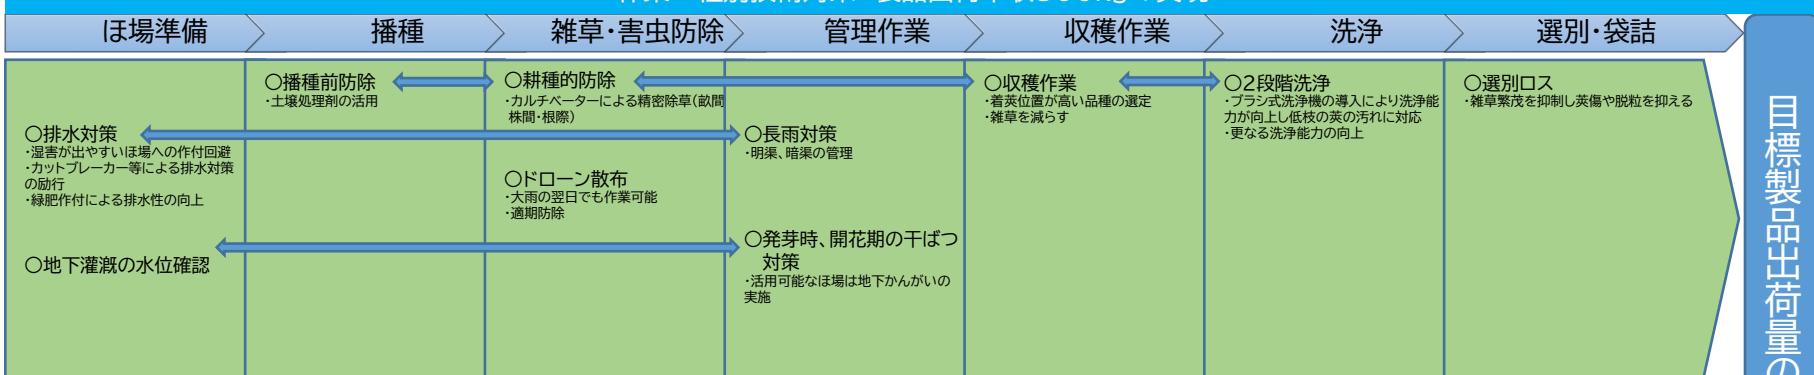 ほ場準備
播種
雑草・害虫防除
管理作業
収穫作業
洗浄
選別・袋詰
○排水対策
・湿害が出やすいほ場への作付回避
・カットブレーカー等による排水対策
の励行
・緑肥作付による排水性の向上
○地下灌漑の水位確認
○播種前防除
・土壌処理剤の活用
○耕種的防除
・カルチベーターによる精密除草(畝間
株間・根際)
○ドローン散布
・大雨の翌日でも作業可能
・適期防除
○長雨対策
・明渠、暗渠の管理
○発芽時、開花期の干ばつ
対策
・活用可能なほ場は地下かんがいの
実施
○収穫作業
・着莢位置が高い品種の選定
・雑草を減らす
○2段階洗浄
・ブラシ式洗浄機の導入により洗浄能
力が向上し低枝の莢の汚れに対応
・更なる洗浄能力の向上
○選別ロス
・雑草繁茂を抑制し莢傷や脱粒を抑える
目標製品出荷量の